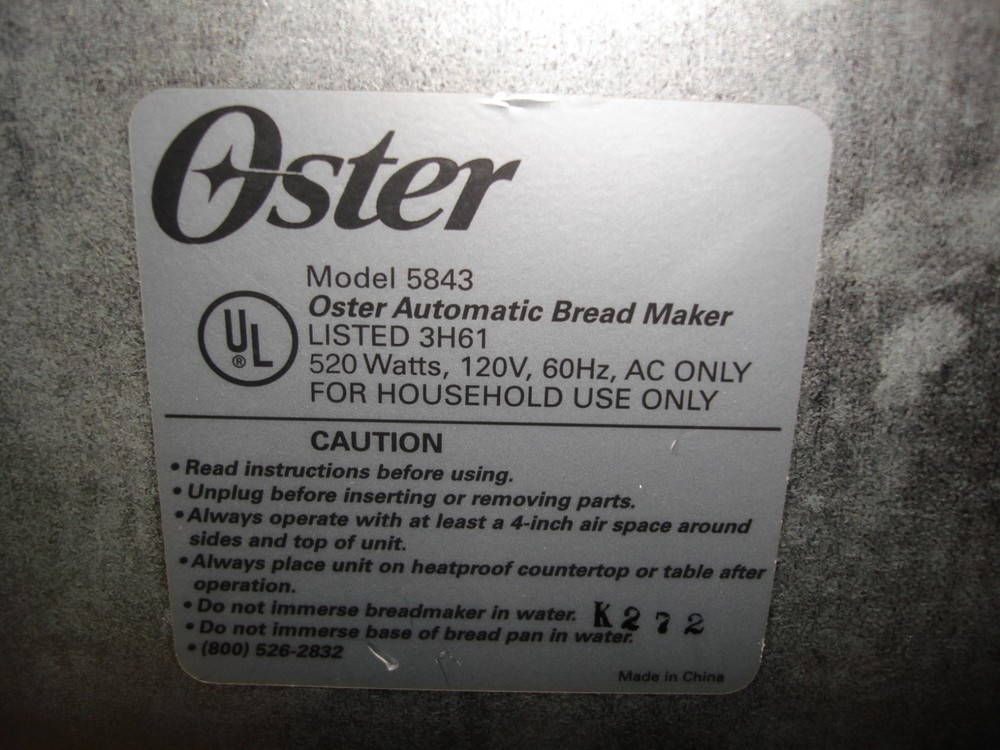 Oster
Model 5843
Oster Automatic Bread Maker
UL
®
LISTED 3H61
520 Watts, 120V, 60Hz, AC ONLY
FOR HOUSEHOLD USE ONLY
CAUTION
• Read instructions before using.
• Unplug before inserting or removing parts.
• Always operate with at least a 4-inch air space around
sides and top of unit.
• Always place unit on heatproof countertop or table after
operation.
• Do not immerse breadmaker in water.
K272
• Do not immerse base of bread pan in water.
• (800) 526-2832
Made in China